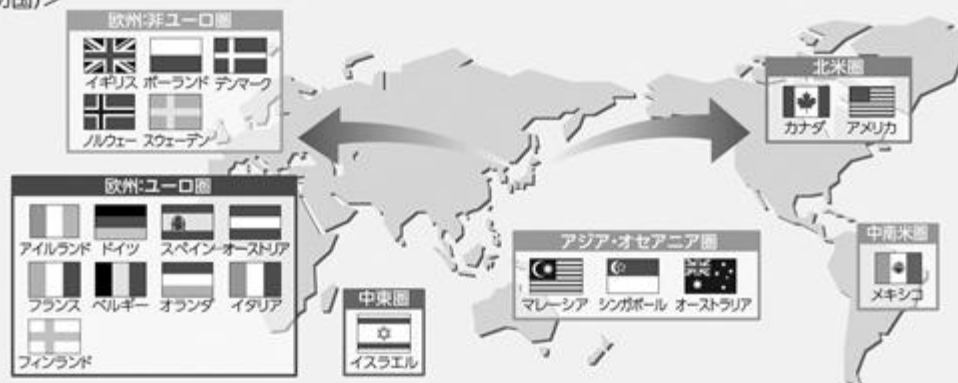 国)>
欧州:非ユーロ圏
イギリス ポーランド デンマーク
ノルウェー スウェーデン
欧州:ユーロ圏
アイルランド ドイツ スペイン オーストリア
フランス ベルギー オランダ イタリア
フィンランド
中東圏
イスラエル
アジア・オセアニア圏
マレーシア シンガポール オーストラリア
北米圏
カナダ アメリカ
中南米圏
メキシコ